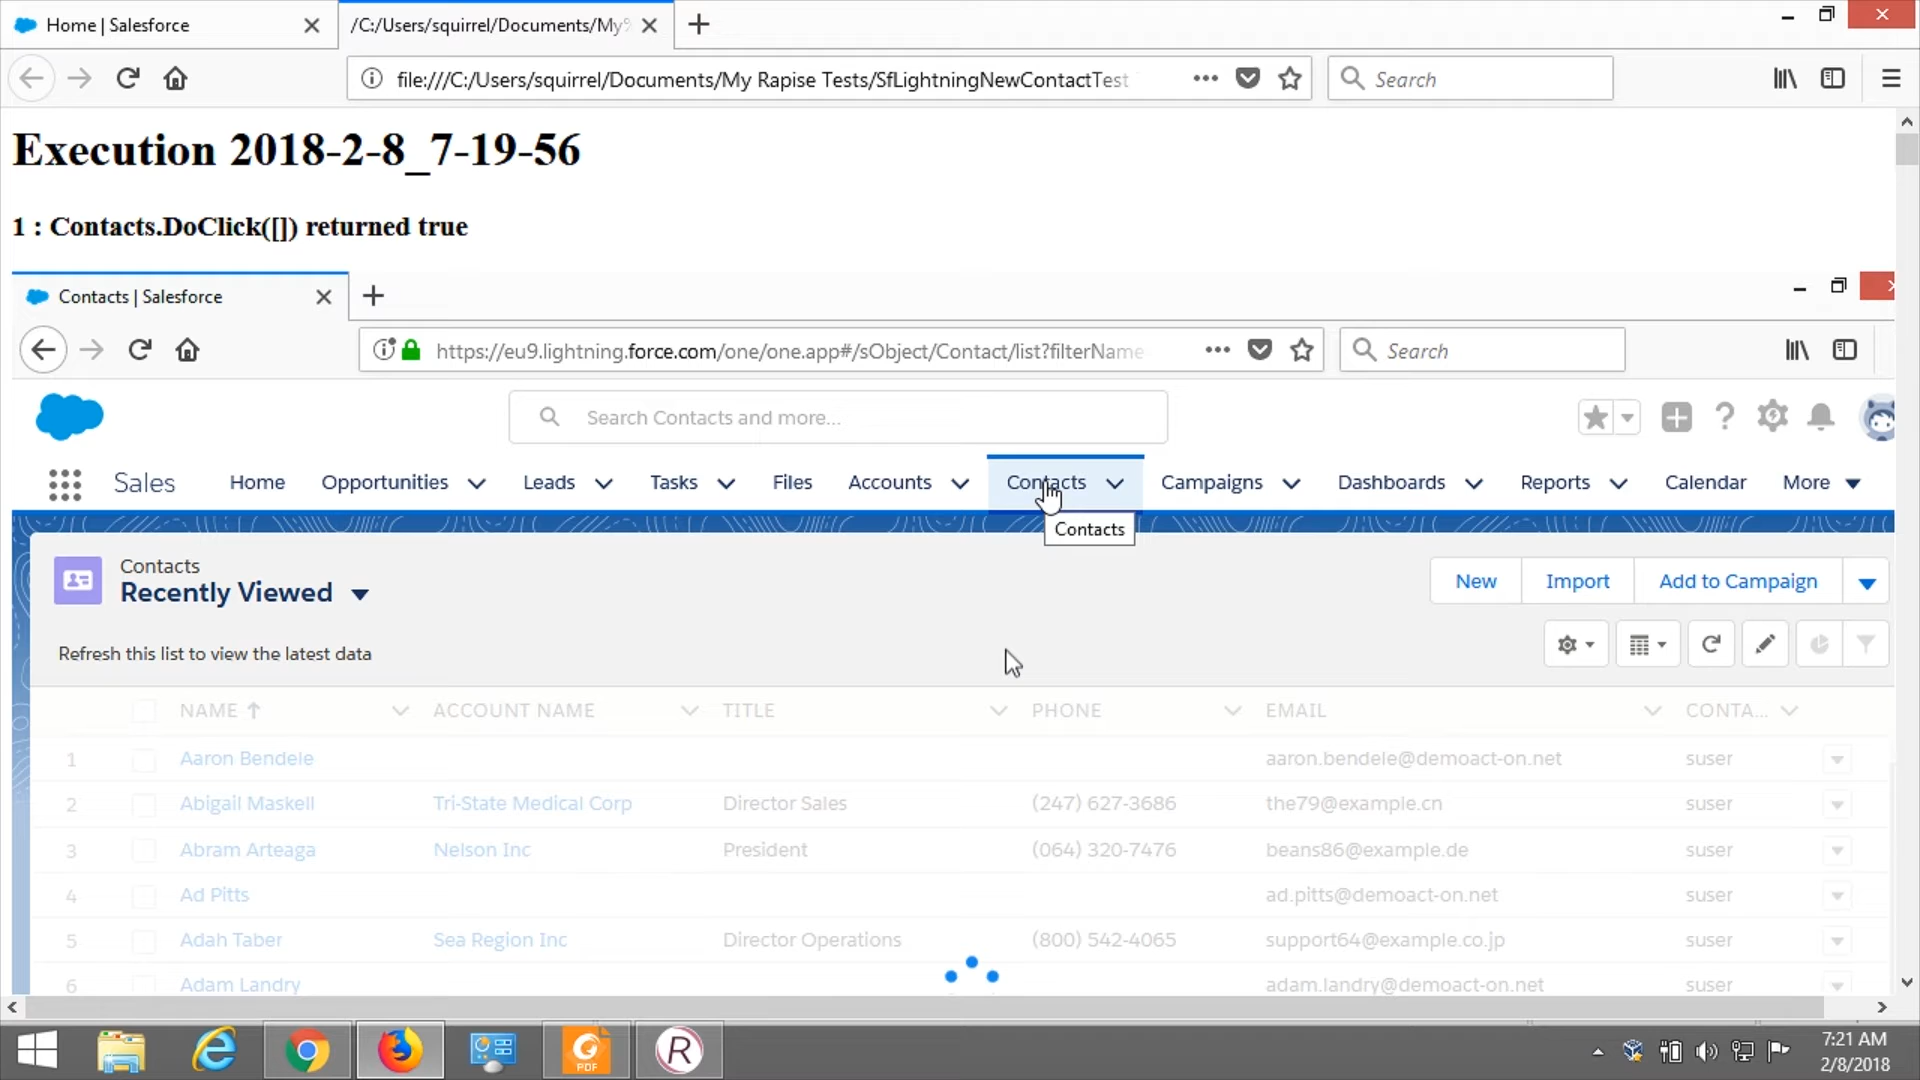 Home | Salesforce
/C:/Users/squirrel/Documents/My%
file:///C:/Users/squirrel/Documents/My Rapise Tests/SfLightningNewContactTest
Search
Execution 2018-2-8_7-19-56
1 : Contacts.DoClick([]) returned true
Contacts | Salesforce
https://eu9.lightning.force.com/one/one.app#/sObject/Contact/list?filterName
Search
Search Contacts and more...
Sales Home Opportunities Leads Tasks Files Accounts Contacts Campaigns Dashboards Reports Calendar More
Contacts
Contacts
Recently Viewed
New Import Add to Campaign
Refresh this list to view the latest data
NAME ACCOUNT NAME TITLE PHONE EMAIL CONTA...
1 Aaron Bendele aaron.bendele@demoact-on.net suser
2 Abigail Maskell Tri-State Medical Corp Director Sales (247) 627-3686 the79@example.cn suser
3 Abram Arteaga Nelson Inc President (064) 320-7476 beans86@example.de suser
4 Ad Pitts ad.pitts@demoact-on.net suser
5 Adah Taber Sea Region Inc Director Operations (800) 542-4065 support64@example.co.jp suser
6 Adam Landry adam.landry@demoact-on.net suser
PDF
R
7:21 AM
2/8/2018